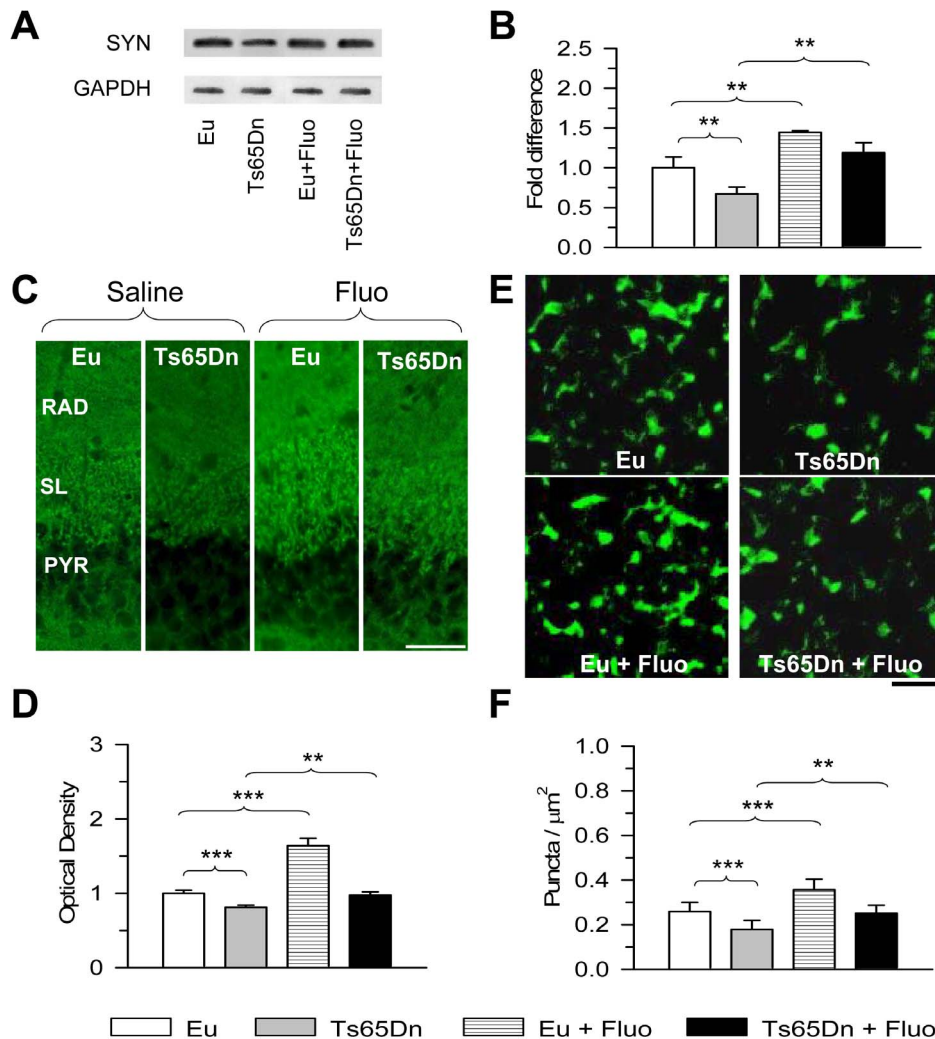 A
SYN
GAPDH
Eu
Ts65Dn
Eu+Fluo
Ts65Dn+Fluo
B
Fold difference
2.5
2.0
1.5
1.0
0.5
0.0
**
**
**
C
Saline
Fluo
Eu
Ts65Dn
Eu
Ts65Dn
RAD
SL
PYR
E
Eu
Ts65Dn
Eu + Fluo
Ts65Dn + Fluo
D
Optical Density
3
2
1
0
**
***
***
F
Puncta / μm²
1.0
0.8
0.6
0.4
0.2
0.0
**
***
***
Eu
Ts65Dn
Eu + Fluo
Ts65Dn + Fluo